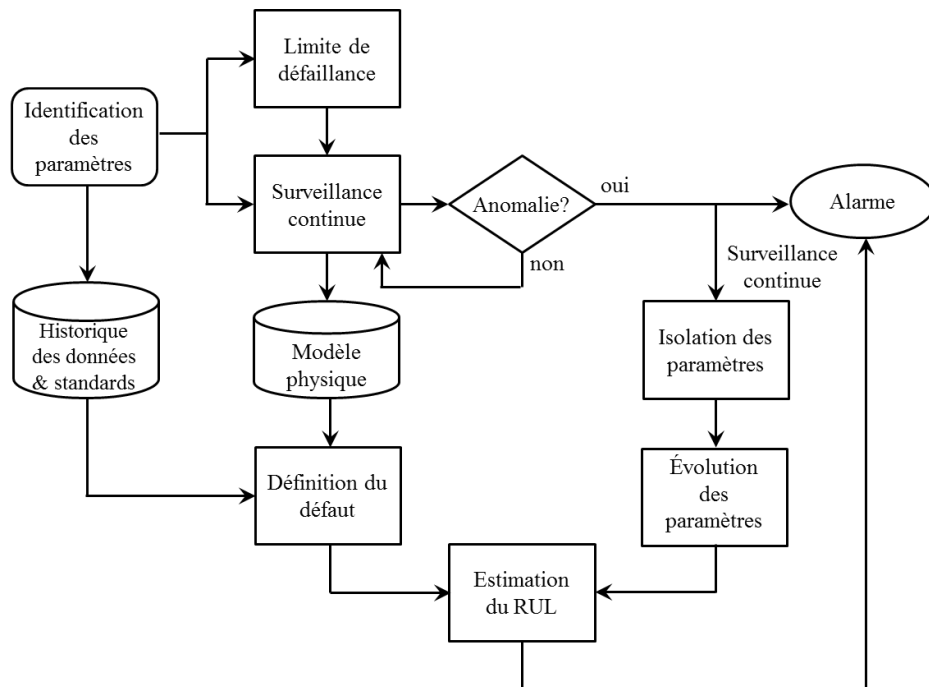 Limite de
défaillance
Identification
des
paramètres
Surveillance
continue
Anomalie?
oui
non
Alarme
Surveillance
continue
Historique
des données
& standards
Modèle
physique
Isolation des
paramètres
Définition du
défaut
Évolution
des
paramètres
Estimation
du RUL